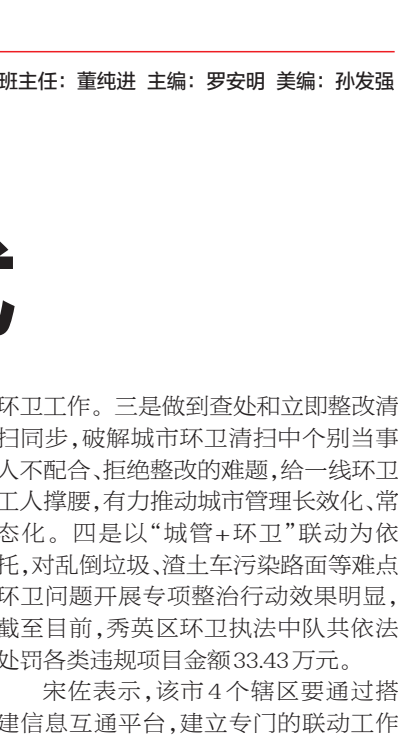 班主任：董纯进 主编：罗安明 美编：孙发强
环卫工作。三是做到查处和立即整改清
扫同步，破解城市环卫清扫中个别当事
人不配合、拒绝整改的难题，给一线环卫
工人撑腰，有力推动城市管理长效化、常
态化。四是以“城管+环卫”联动为依
托，对乱倒垃圾、渣土车污染路面等难点
环卫问题开展专项整治行动效果明显，
截至目前，秀英区环卫执法中队共依法
处罚各类违规项目金额33.43万元。
宋佐表示，该市4个辖区要通过搭
建信息互通平台，建立专门的联动工作